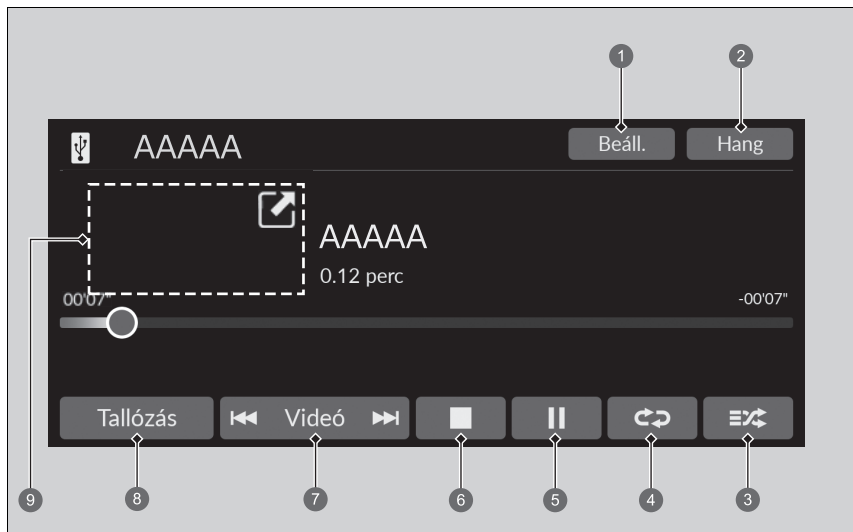 1 2
AAAAA Beáll. Hang
AAAAA
0.12 perc
00'07" -00'07"
Tallózás Videó
9 8 7 6 5 4 3